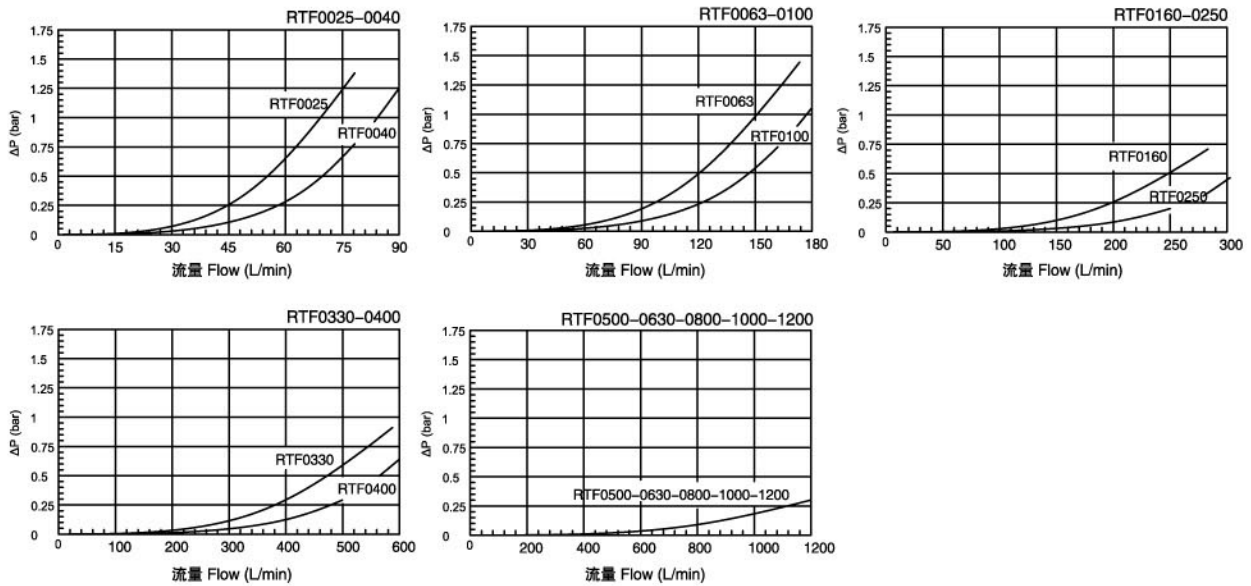 RTF0025-0040
1.75
1.5
1.25
1
0.75
0.5
0.25
0
ΔP (bar)
RTF0025
RTF0040
0 15 30 45 60 75 90
流量 Flow (L/min)
RTF0063-0100
1.75
1.5
1.25
1
0.75
0.5
0.25
0
ΔP (bar)
RTF0063
RTF0100
0 30 60 90 120 150 180
流量 Flow (L/min)
RTF0160-0250
1.75
1.5
1.25
1
0.75
0.5
0.25
0
ΔP (bar)
RTF0160
RTF0250
0 50 100 150 200 250 300
流量 Flow (L/min)
RTF0330-0400
1.75
1.5
1.25
1
0.75
0.5
0.25
0
ΔP (bar)
RTF0330
RTF0400
0 100 200 300 400 500 600
流量 Flow (L/min)
RTF0500-0630-0800-1000-1200
1.75
1.5
1.25
1
0.75
0.5
0.25
0
ΔP (bar)
RTF0500-0630-0800-1000-1200
0 200 400 600 800 1000 1200
流量 Flow (L/min)